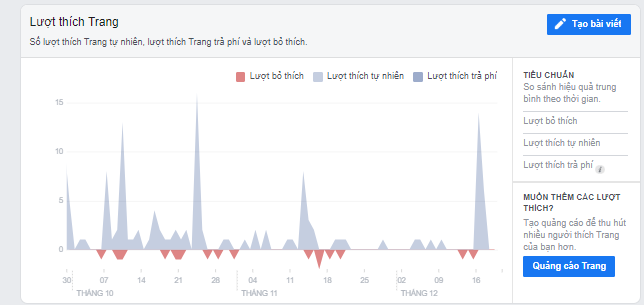 Lượt thích Trang
Tạo bài viết
Số lượt thích Trang tự nhiên, lượt thích Trang trả phí và lượt bỏ thích.
Lượt bỏ thích
Lượt thích tự nhiên
Lượt thích trả phí
15
10
5
0
30 07 14 21 28 04 11 18 25 02 09 16
THÁNG 10 THÁNG 11 THÁNG 12
TIÊU CHUẨN
So sánh hiệu quả trung
bình theo thời gian.
Lượt bỏ thích
Lượt thích tự nhiên
Lượt thích trả phí
MUỐN THÊM CÁC LƯỢT
THÍCH?
Tạo quảng cáo để thu hút
nhiều người thích Trang
của bạn hơn.
Quảng cáo Trang